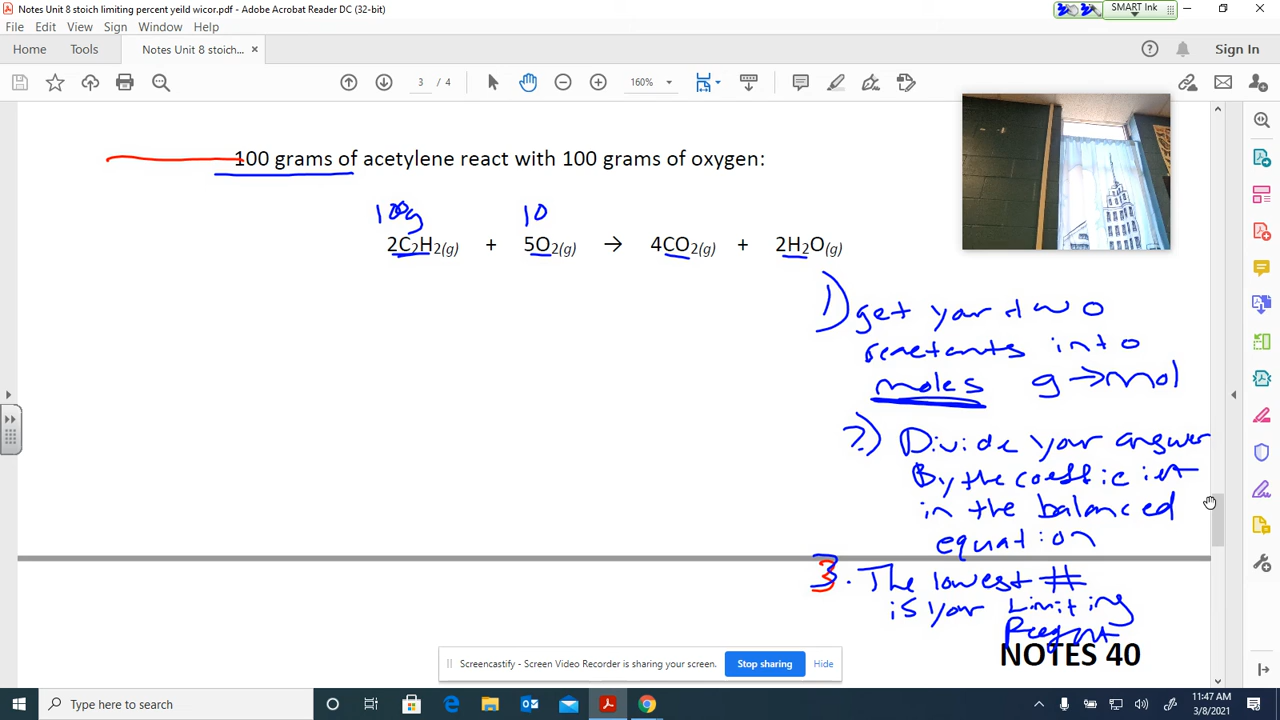 Notes Unit 8 stoich limiting percent yeild wicor.pdf - Adobe Acrobat Reader DC (32-bit)
SMART Ink
File Edit View Sign Window Help
Home Tools Notes Unit 8 stoich... × Sign In
3 / 4 160%
100 grams of acetylene react with 100 grams of oxygen:
100g 10
2C₂H₂(g) + 5O₂(g) → 4CO₂(g) + 2H₂O(g)
1) get your two
reactants into
moles g → mol
2.) Divide your answer
By the coefficient
in the balanced
equation
3. The lowest #
is your Limiting
Reagent
NOTES 40
Screencastify - Screen Video Recorder is sharing your screen. Stop sharing Hide
Type here to search
11:47 AM
3/8/2021